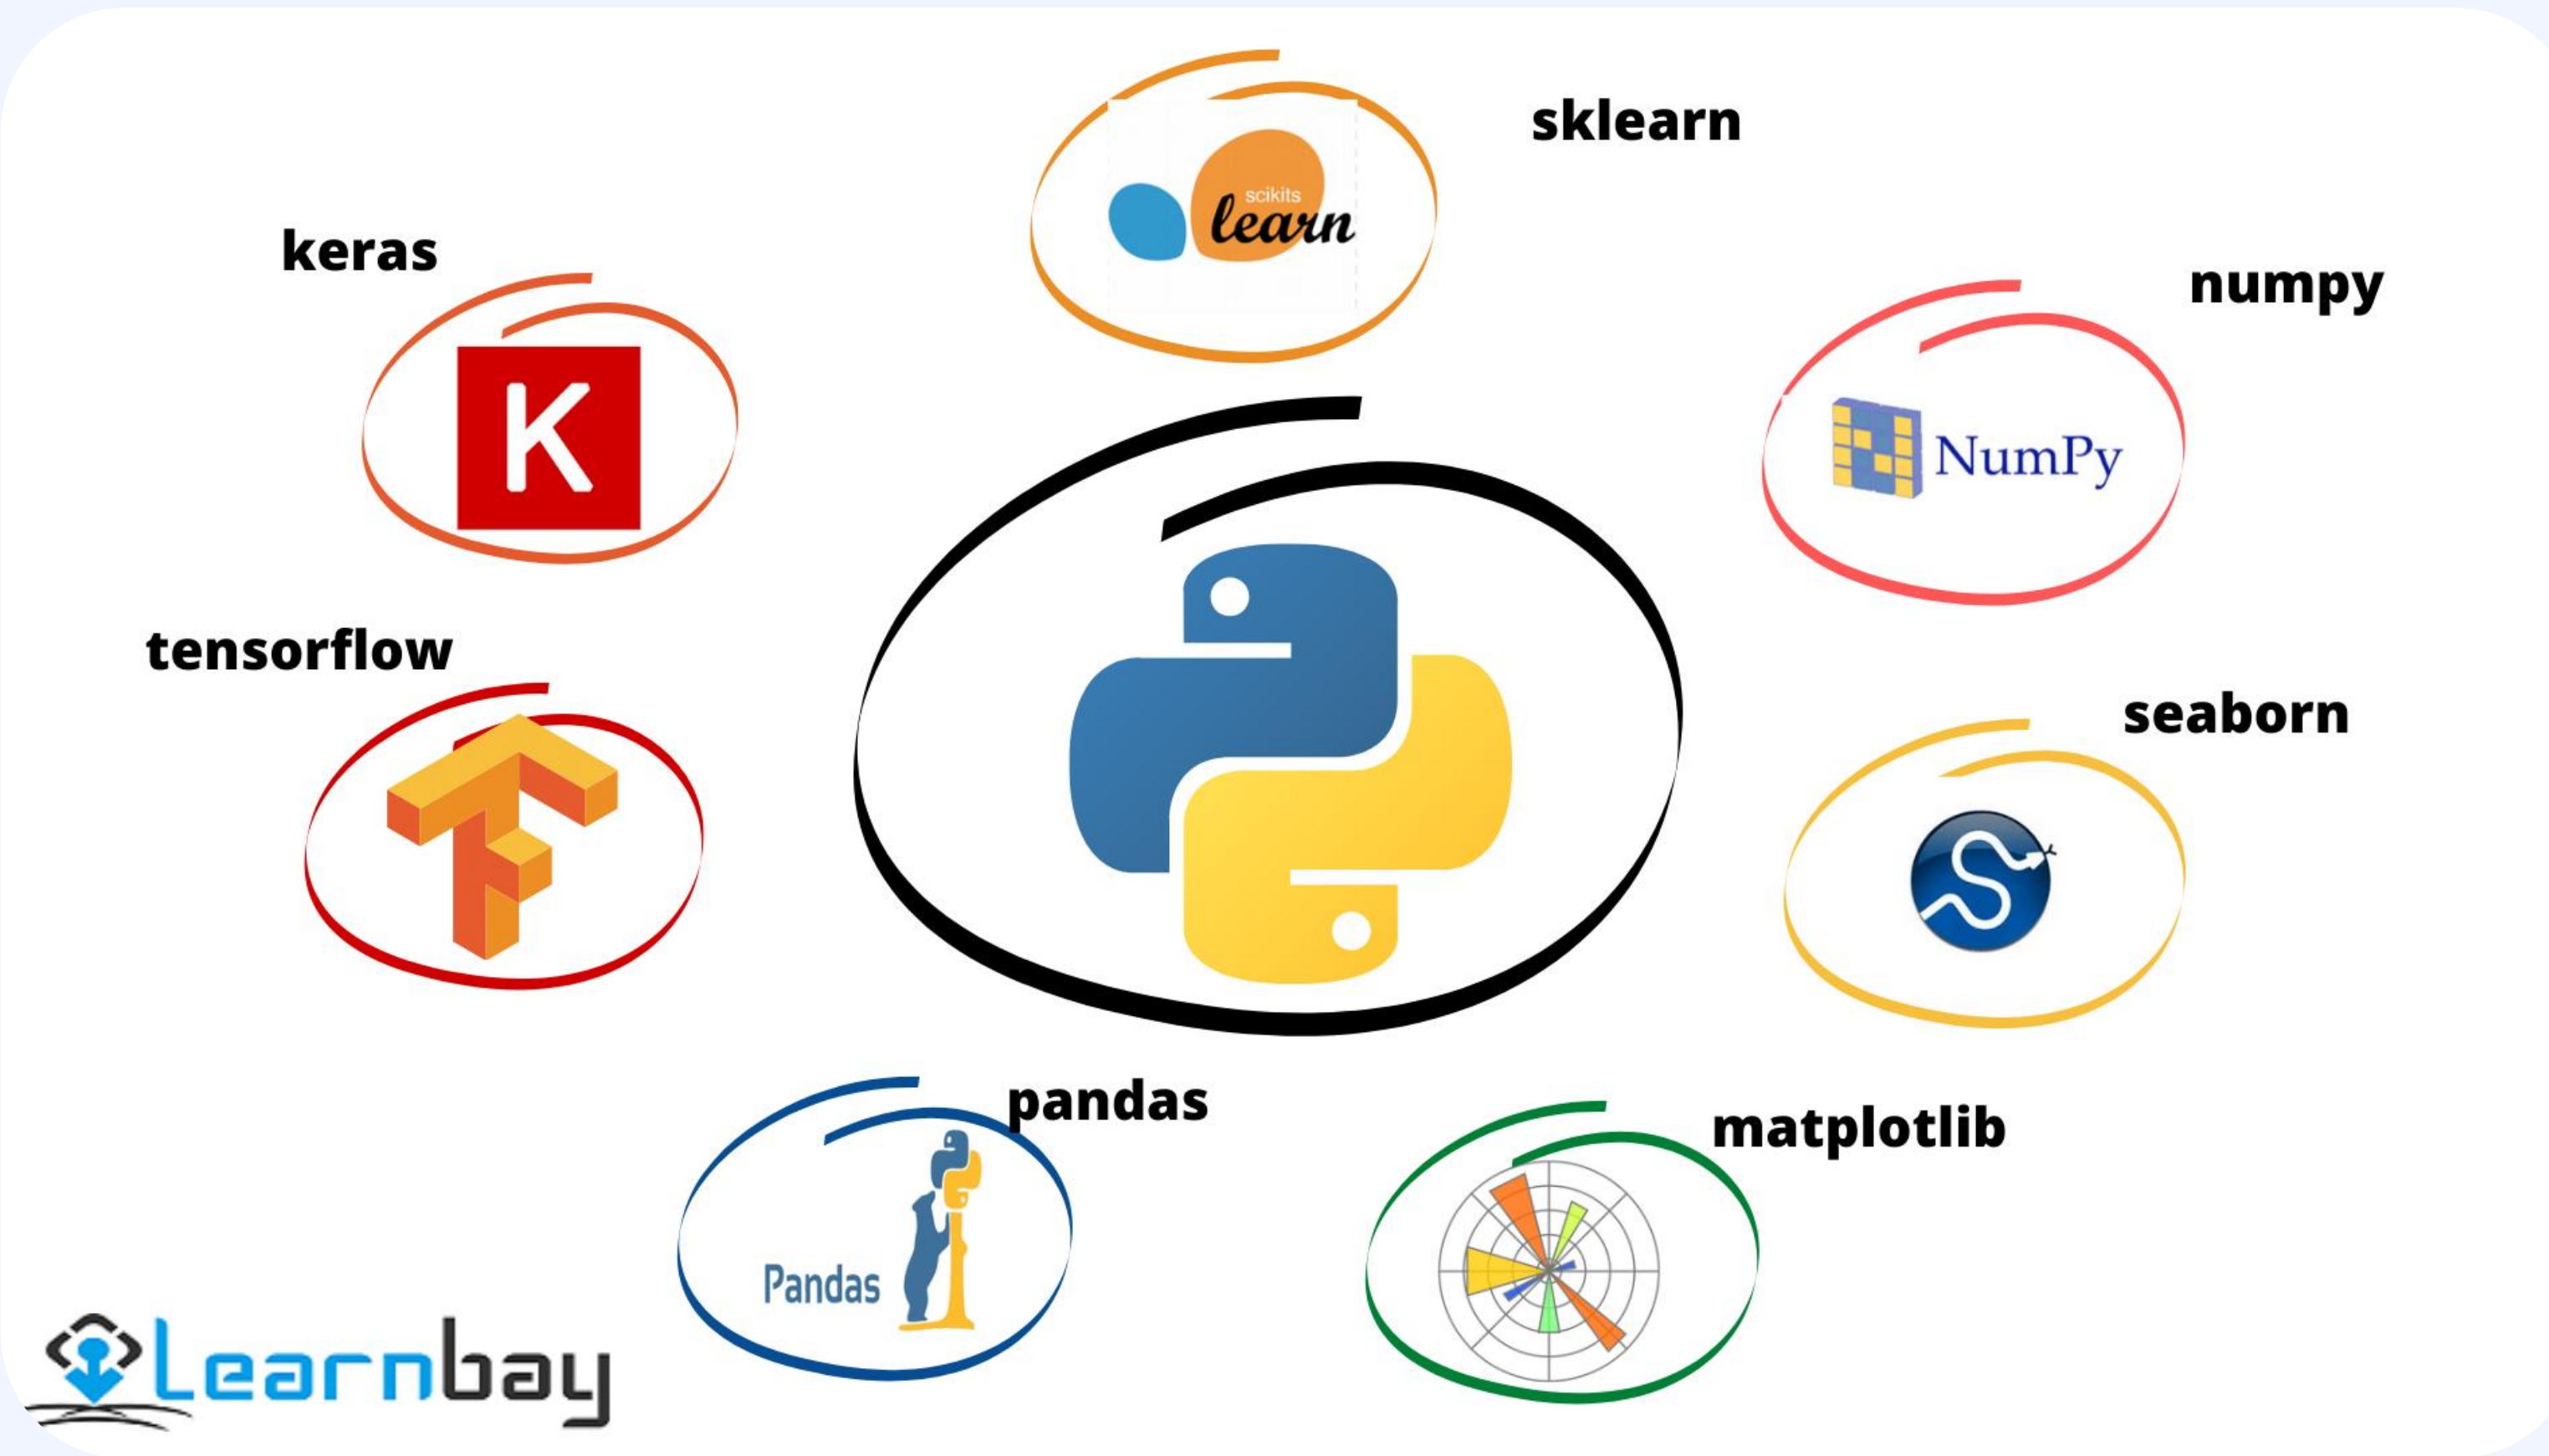 sklearn
scikits
learn
keras
K
numpy
NumPy
tensorflow
seaborn
pandas
Pandas
matplotlib
Learnbay